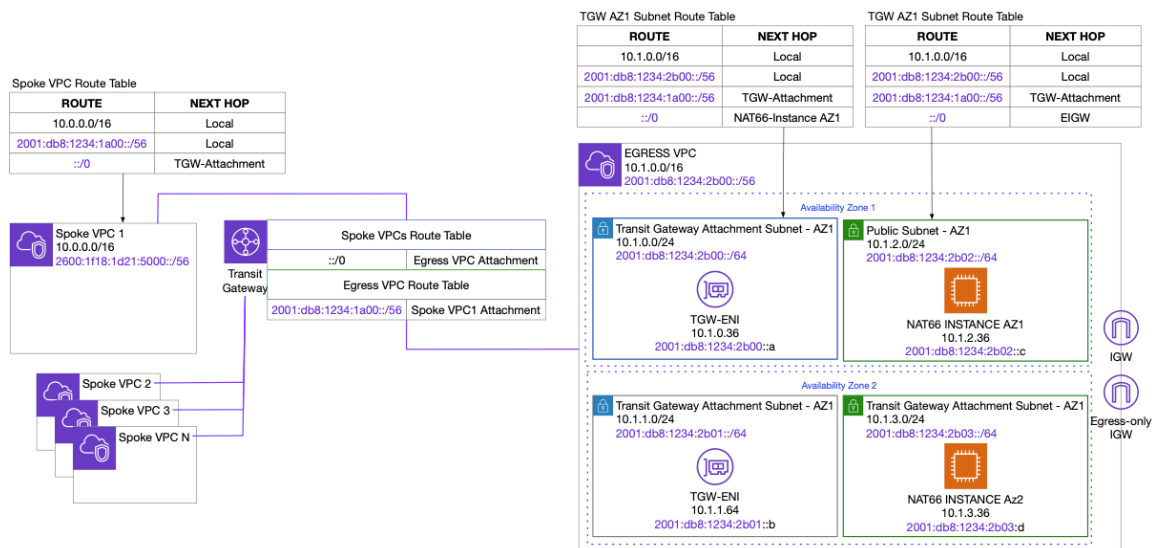 TGW AZ1 Subnet Route Table
ROUTE NEXT HOP
10.1.0.0/16 Local
2001:db8:1234:2b00::/56 Local
2001:db8:1234:1a00::/56 TGW-Attachment
::/0 NAT66-Instance AZ1
TGW AZ1 Subnet Route Table
ROUTE NEXT HOP
10.1.0.0/16 Local
2001:db8:1234:2b00::/56 Local
2001:db8:1234:1a00::/56 TGW-Attachment
::/0 EIGW
Spoke VPC Route Table
ROUTE NEXT HOP
10.0.0.0/16 Local
2001:db8:1234:1a00::/56 Local
::/0 TGW-Attachment
Spoke VPC 1
10.0.0.0/16
2600:1f18:1d21:5000::/56
Transit
Gateway
Spoke VPCs Route Table
::/0 Egress VPC Attachment
Egress VPC Route Table
2001:db8:1234:1a00::/56 Spoke VPC1 Attachment
Spoke VPC 2
Spoke VPC 3
Spoke VPC N
EGRESS VPC
10.1.0.0/16
2001:db8:1234:2b00::/56
Availability Zone 1
Transit Gateway Attachment Subnet - AZ1
10.1.0.0/24
2001:db8:1234:2b00::/64
TGW-ENI
10.1.0.36
2001:db8:1234:2b00::a
Public Subnet - AZ1
10.1.2.0/24
2001:db8:1234:2b02::/64
NAT66 INSTANCE AZ1
10.1.2.36
2001:db8:1234:2b02::c
IGW
Availability Zone 2
Transit Gateway Attachment Subnet - AZ1
10.1.1.0/24
2001:db8:1234:2b01::/64
TGW-ENI
10.1.1.64
2001:db8:1234:2b01::b
Transit Gateway Attachment Subnet - AZ1
10.1.3.0/24
2001:db8:1234:2b03::/64
NAT66 INSTANCE Az2
10.1.3.36
2001:db8:1234:2b03:d
Egress-only
IGW